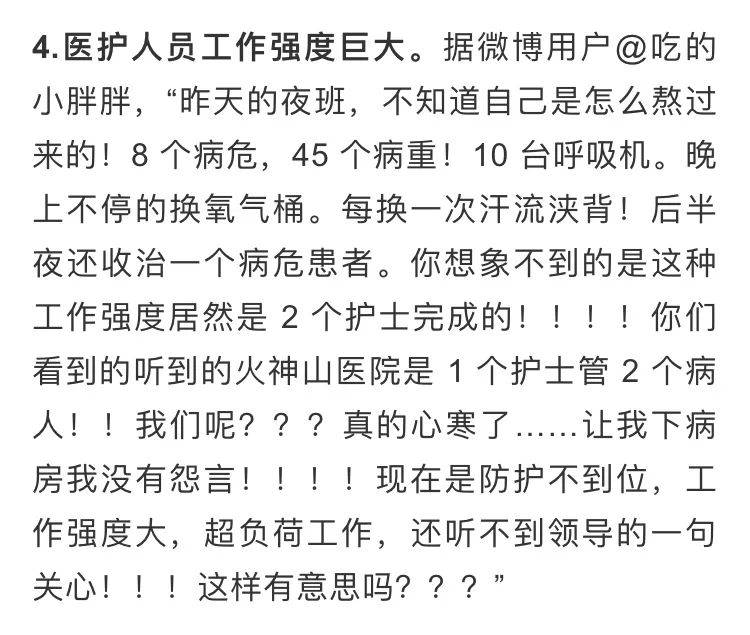 4.医护人员工作强度巨大。据微博用户@吃的
小胖胖，“昨天的夜班，不知道自己是怎么熬过
来的！8 个病危，45 个病重！10 台呼吸机。晚
上不停的换氧气桶。每换一次汗流浃背！后半
夜还收治一个病危患者。你想象不到的是这种
工作强度居然是 2 个护士完成的！！！！你们
看到的听到的火神山医院是 1 个护士管 2 个病
人！！我们呢？？？真的心寒了……让我下病
房我没有怨言！！！！现在是防护不到位，工
作强度大，超负荷工作，还听不到领导的一句
关心！！！这样有意思吗？？？”